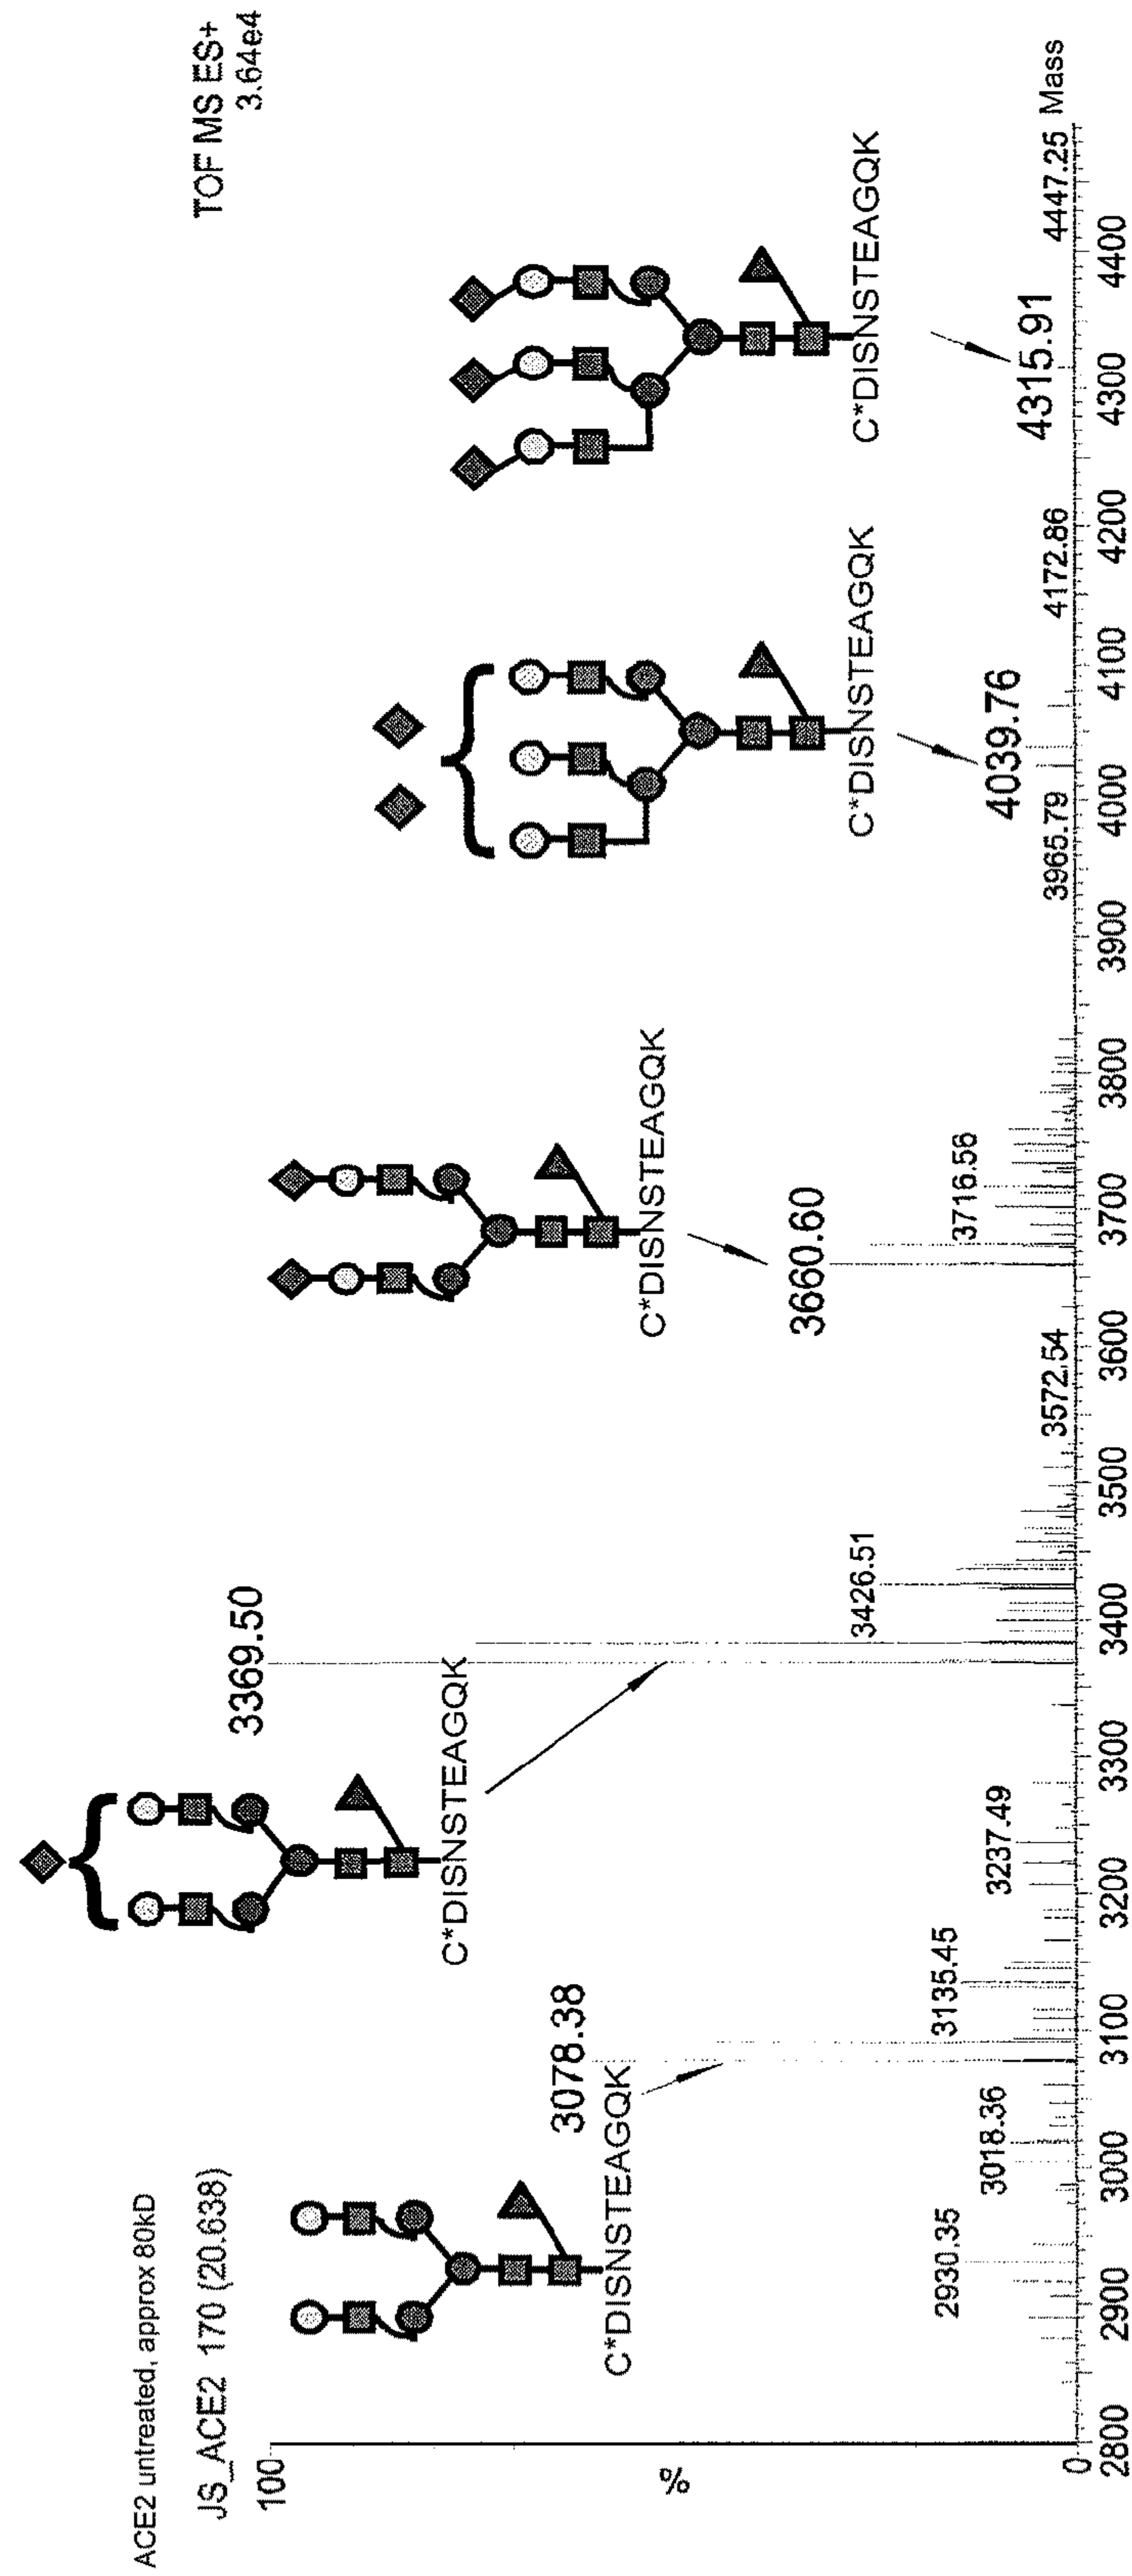 ACE2 untreated, approx 80kD
JS_ACE2 170 (20.638)
TOF MS ES+
3.64e4
100
%
0
C*DISNSTEAGQK
3078.38
C*DISNSTEAGQK
3369.50
C*DISNSTEAGQK
3660.60
C*DISNSTEAGQK
4039.76
C*DISNSTEAGQK
4315.91
2930.35
3018.36
3135.45
3237.49
3426.51
3572.54
3716.56
3965.79
4172.86
4447.25
Mass
2800 2900 3000 3100 3200 3300 3400 3500 3600 3700 3800 3900 4000 4100 4200 4300 4400